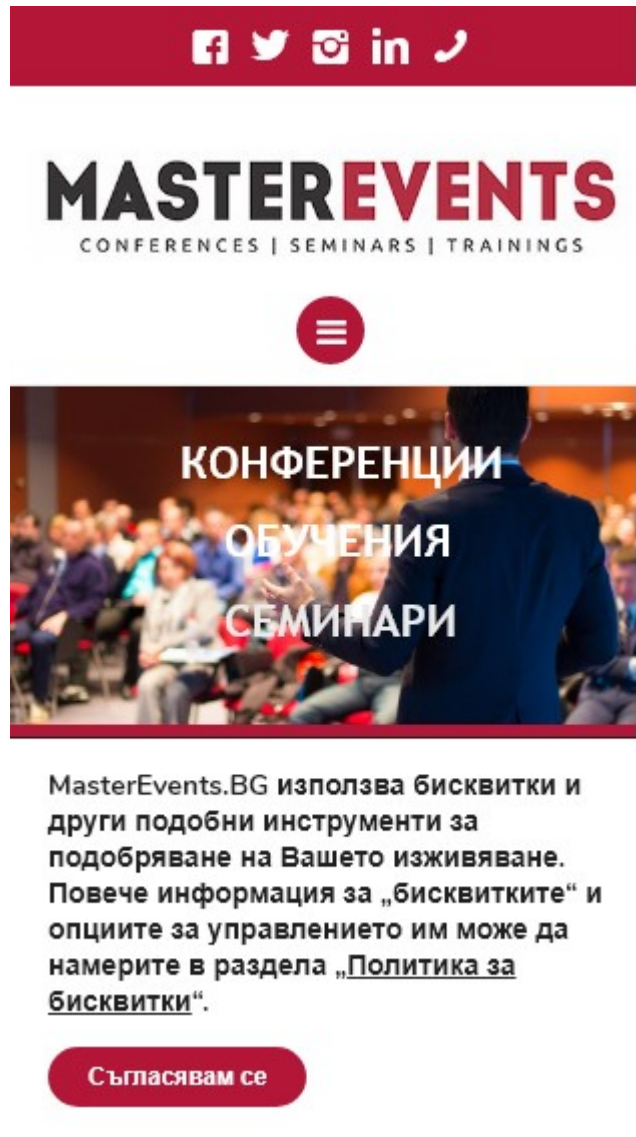 MASTEREVENTS
CONFERENCES | SEMINARS | TRAININGS
КОНФЕРЕНЦИИ
ОБУЧЕНИЯ
СЕМИНАРИ
MasterEvents.BG използва бисквитки и
други подобни инструменти за
подобряване на Вашето изживяване.
Повече информация за „бисквитките“ и
опциите за управлението им може да
намерите в раздела „Политика за
бисквитки“.
Съгласявам се